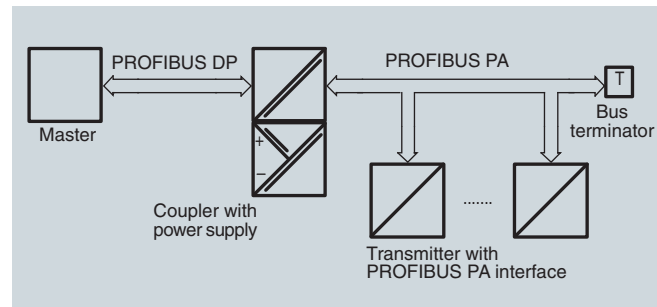 PROFIBUS DP
PROFIBUS PA
T
Master
Bus
terminator
+
–
Coupler with
power supply
.......
Transmitter with
PROFIBUS PA interface